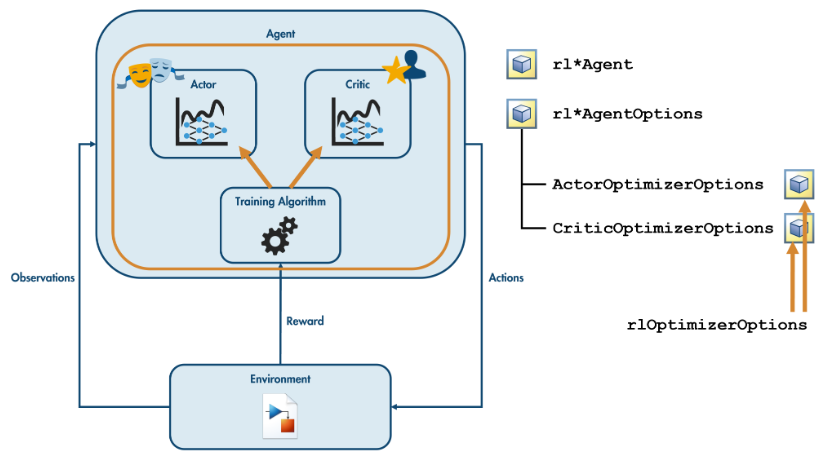 Agent
Actor
Critic
Training Algorithm
Observations
Actions
Reward
Environment
rl*Agent
rl*AgentOptions
ActorOptimizerOptions
CriticOptimizerOptions
rlOptimizerOptions